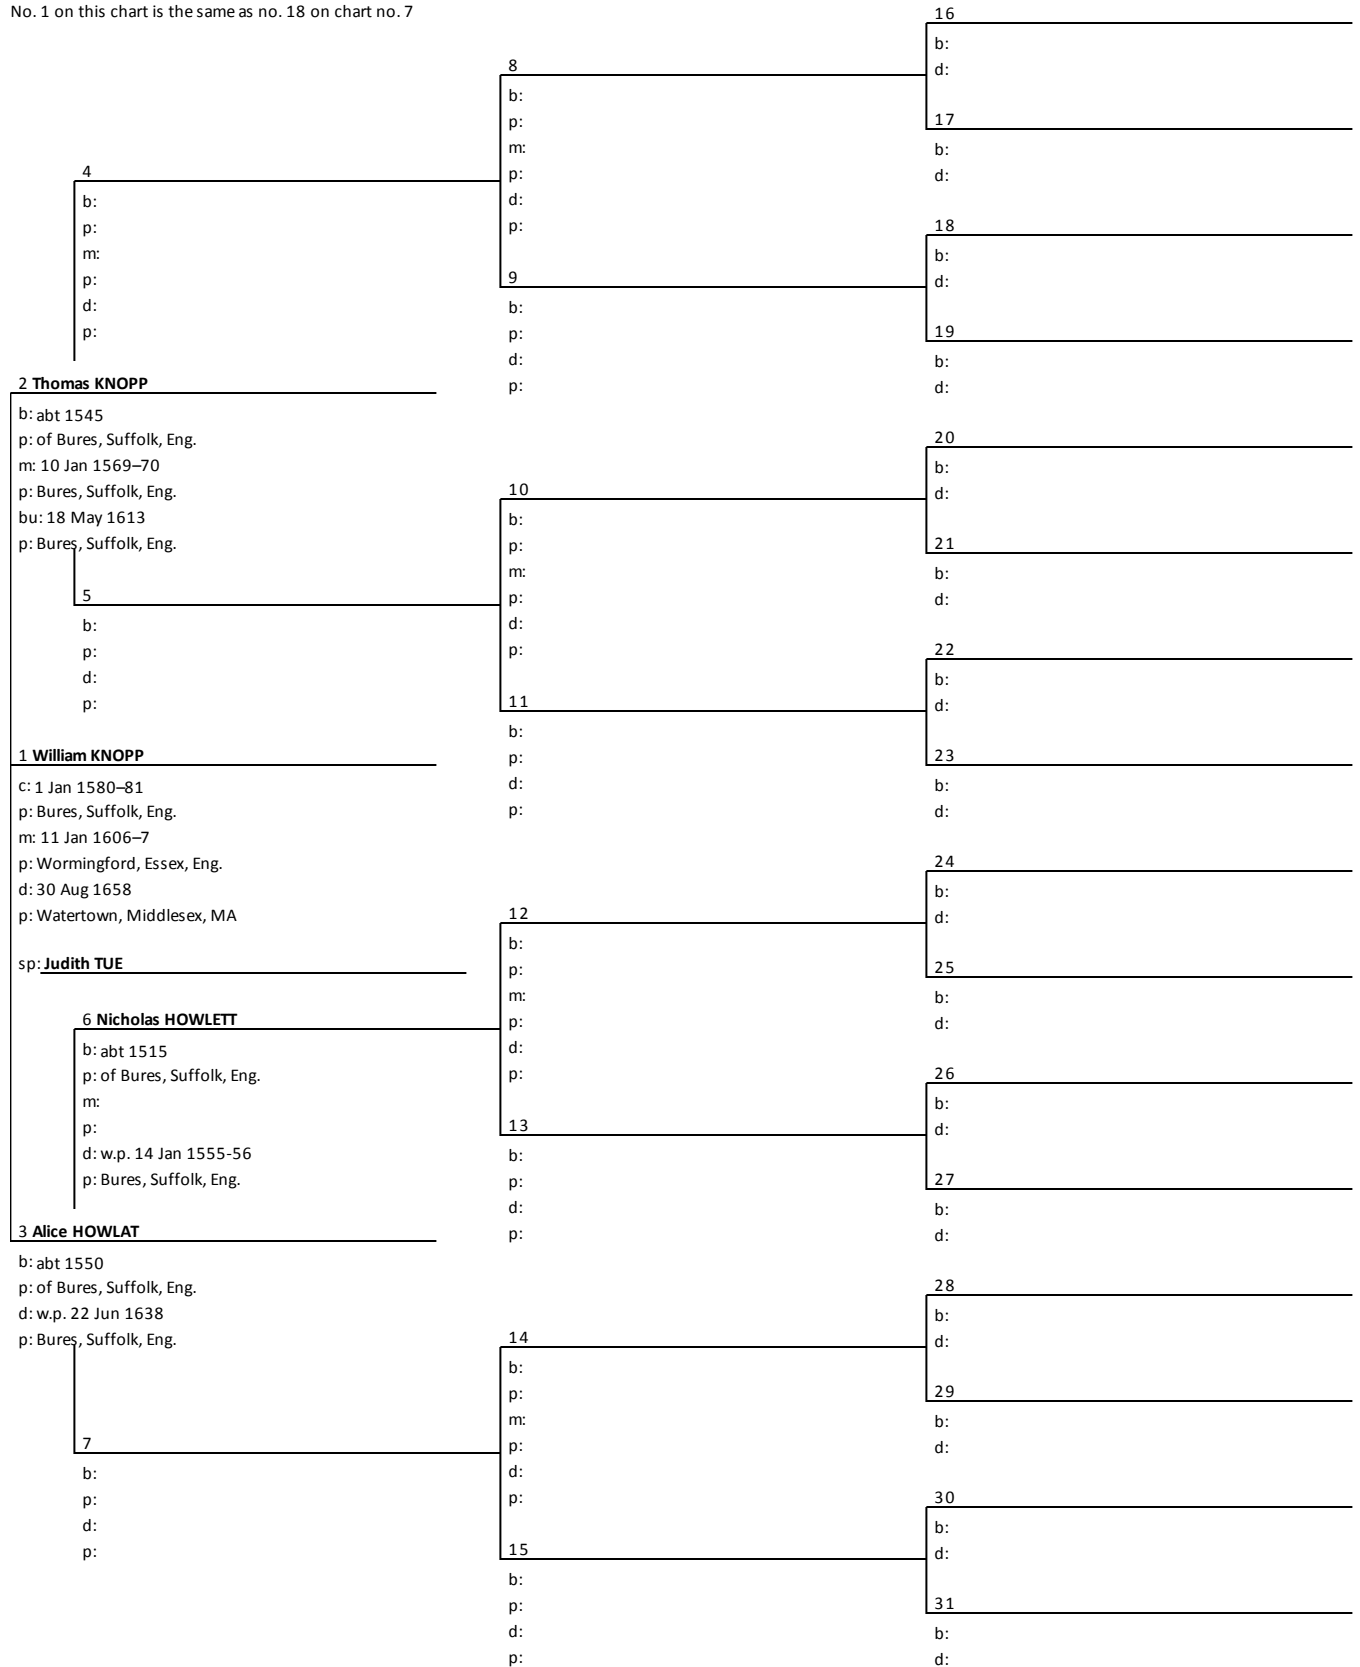 No. 1 on this chart is the same as no. 18 on chart no. 7
16
b:
d:
8
b:
p:
m:
p:
d:
p:
17
b:
d:
4
b:
p:
m:
p:
d:
p:
18
b:
d:
9
b:
p:
d:
p:
19
b:
d:
2 Thomas KNOPP
b: abt 1545
p: of Bures, Suffolk, Eng.
m: 10 Jan 1569–70
p: Bures, Suffolk, Eng.
bu: 18 May 1613
p: Bures, Suffolk, Eng.
20
b:
d:
10
b:
p:
m:
p:
d:
p:
21
b:
d:
5
b:
p:
d:
p:
22
b:
d:
11
b:
p:
d:
p:
23
b:
d:
1 William KNOPP
c: 1 Jan 1580–81
p: Bures, Suffolk, Eng.
m: 11 Jan 1606–7
p: Wormingford, Essex, Eng.
d: 30 Aug 1658
p: Watertown, Middlesex, MA
sp: Judith TUE
24
b:
d:
12
b:
p:
m:
p:
d:
p:
25
b:
d:
6 Nicholas HOWLETT
b: abt 1515
p: of Bures, Suffolk, Eng.
m:
p:
d: w.p. 14 Jan 1555-56
p: Bures, Suffolk, Eng.
26
b:
d:
13
b:
p:
d:
p:
27
b:
d:
3 Alice HOWLAT
b: abt 1550
p: of Bures, Suffolk, Eng.
d: w.p. 22 Jun 1638
p: Bures, Suffolk, Eng.
28
b:
d:
14
b:
p:
m:
p:
d:
p:
29
b:
d:
7
b:
p:
d:
p:
30
b:
d:
15
b:
p:
d:
p:
31
b:
d: